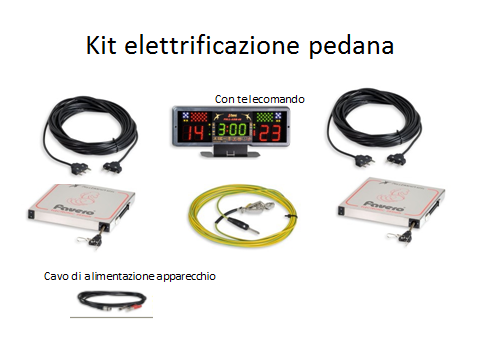 Kit elettrificazione pedana
Con telecomando
14
3:00
23
Favero
Favero
Cavo di alimentazione apparecchio